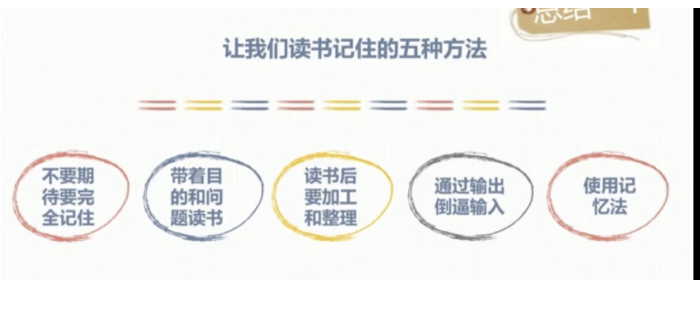 总结一下
让我们读书记住的五种方法
不要期
待要完
全记住
带着目
的和问
题读书
读书后
要加工
和整理
通过输出
倒逼输入
使用记
忆法